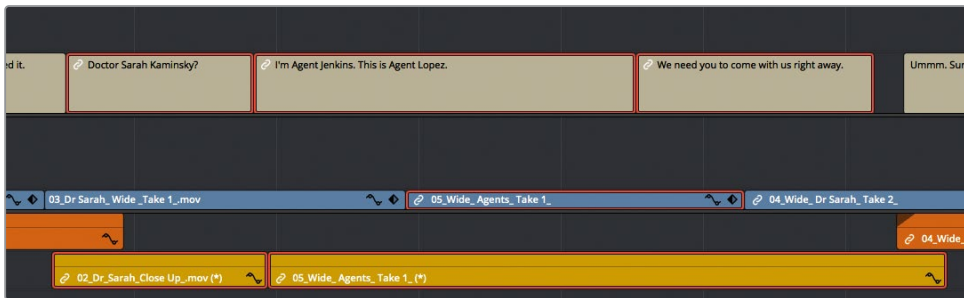 ed it.
Doctor Sarah Kaminsky?
I'm Agent Jenkins. This is Agent Lopez.
We need you to come with us right away.
Ummm. Sur
03_Dr Sarah_ Wide _Take 1_.mov
05_Wide_ Agents_ Take 1_
04_Wide_ Dr Sarah_ Take 2_
04_Wide_
02_Dr_Sarah_Close Up_.mov (*)
05_Wide_ Agents_ Take 1_ (*)